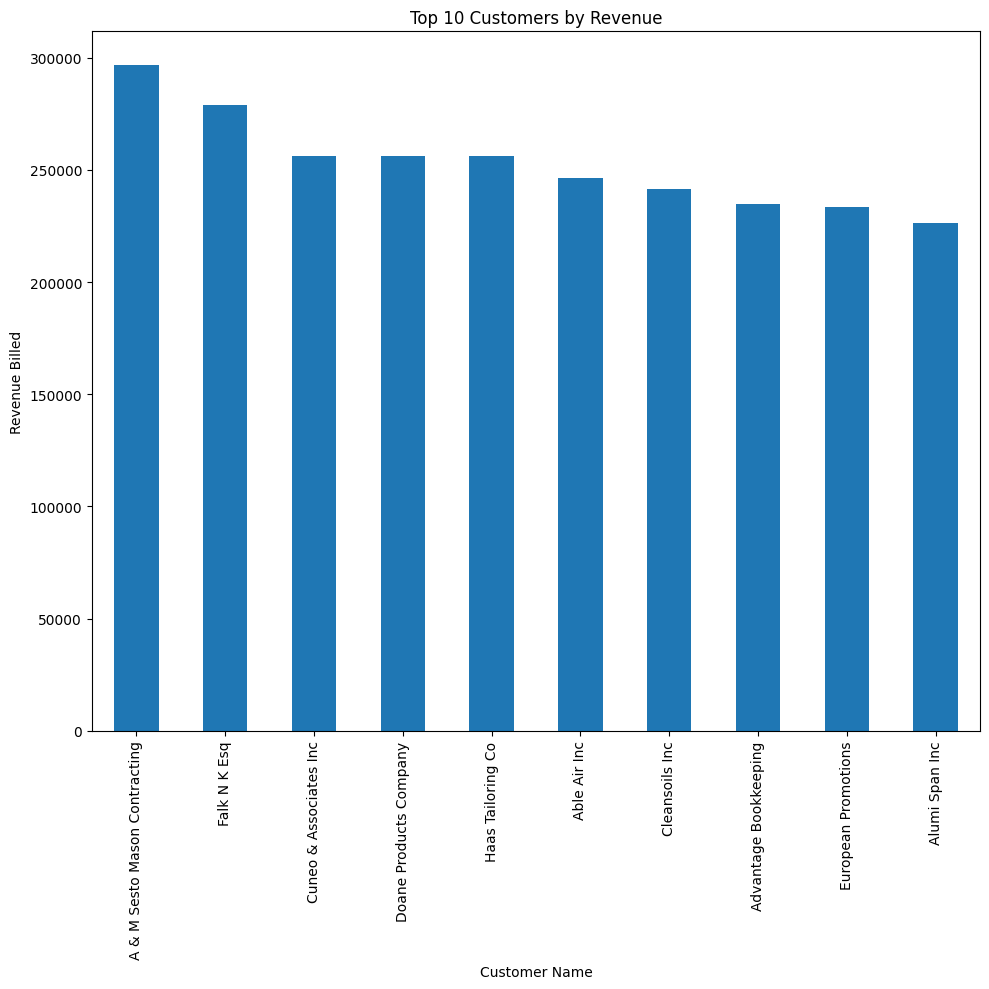 Top 10 Customers by Revenue
Revenue Billed
300000
250000
200000
150000
100000
50000
0
A & M Sesto Mason Contracting
Falk N K Esq
Cuneo & Associates Inc
Doane Products Company
Haas Tailoring Co
Able Air Inc
Cleansoils Inc
Advantage Bookkeeping
European Promotions
Alumi Span Inc
Customer Name